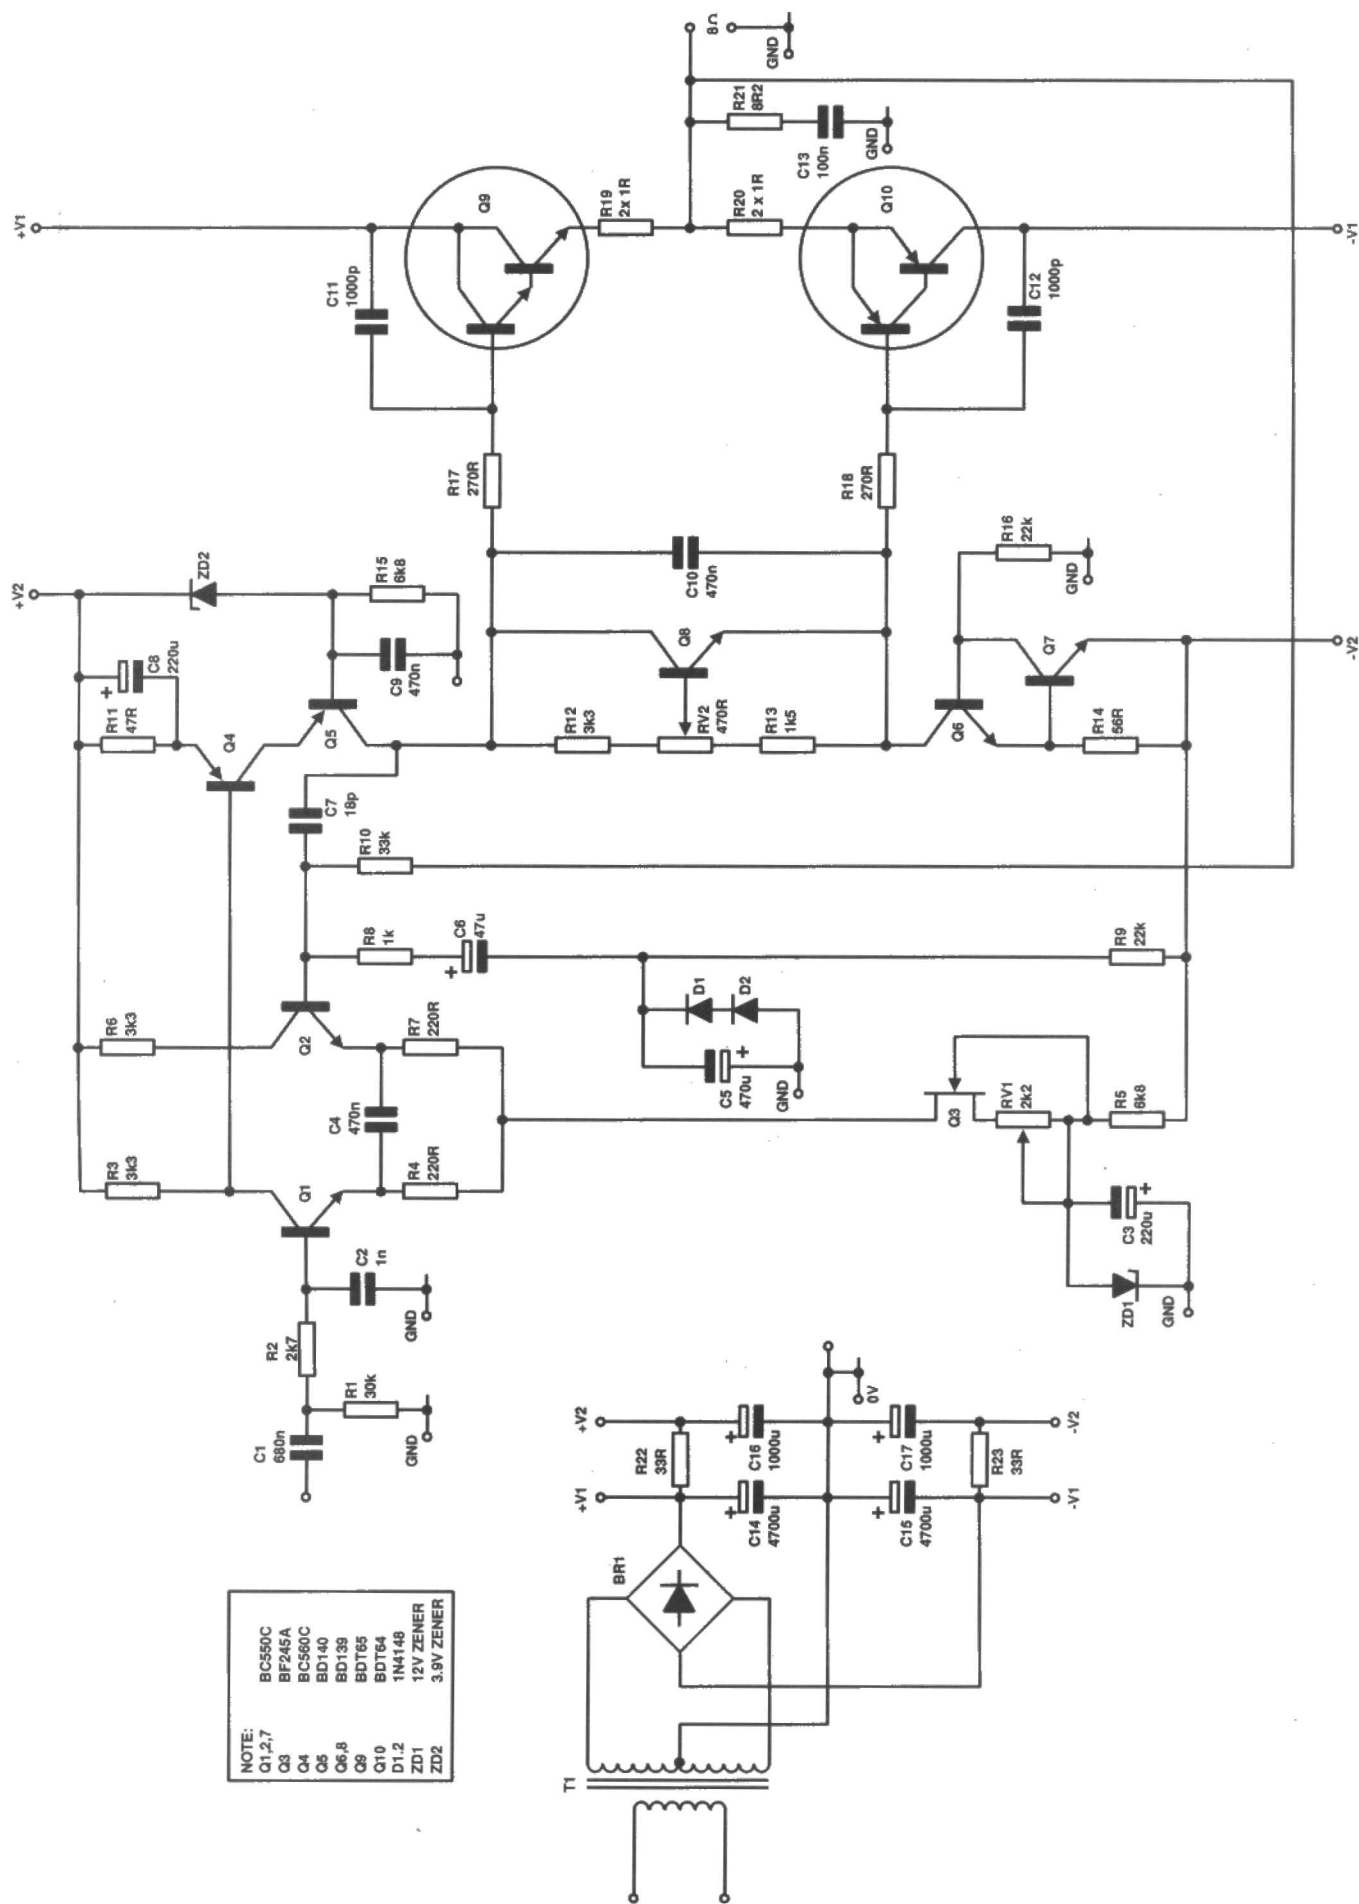 +V1
+V2
-V1
-V2
8Ω
GND
R21
8R2
C13
100n
GND
Q9
R19
2x 1R
R20
2 x 1R
Q10
C11
1000p
C12
1000p
R17
270R
R18
270R
ZD2
R15
6k8
C9
470n
C8
220u
R11
47R
Q4
Q5
C10
470n
Q8
R12
3k3
RV2
470R
R13
1k5
R16
22k
GND
Q7
Q6
R14
56R
C7
18p
R10
33k
R8
1k
C6
47u
R9
22k
R6
3k3
Q2
R7
220R
D1
D2
C5
470u
GND
C4
470n
R3
3k3
Q1
R4
220R
Q3
RV1
2k2
R5
6k8
C3
220u
ZD1
GND
C2
1n
GND
R2
2k7
R1
30k
GND
C1
680n
0V
+V2
R22
33R
C16
1000u
C17
1000u
R23
33R
-V2
+V1
C14
4700u
C15
4700u
-V1
BR1
T1
NOTE:
Q1,2,7 BC550C
Q3 BF245A
Q4 BC560C
Q5 BD140
Q6,8 BD139
Q9 BDT65
Q10 BDT64
D1.2 1N4148
ZD1 12V ZENER
ZD2 3.9V ZENER